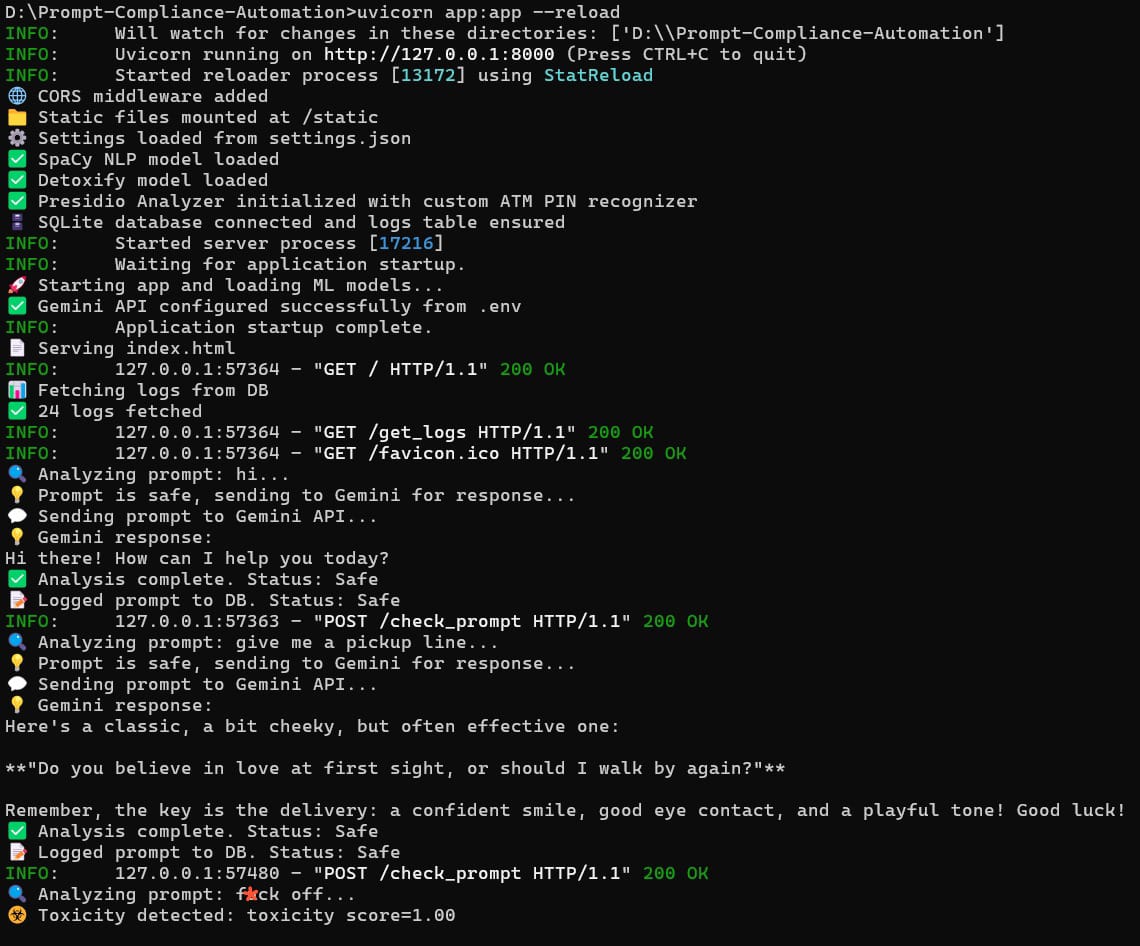 D:\Prompt-Compliance-Automation>uvicorn app:app --reload
INFO:     Will watch for changes in these directories: ['D:\\Prompt-Compliance-Automation']
INFO:     Uvicorn running on http://127.0.0.1:8000 (Press CTRL+C to quit)
INFO:     Started reloader process [13172] using StatReload
🌐 CORS middleware added
📁 Static files mounted at /static
⚙️ Settings loaded from settings.json
✅ SpaCy NLP model loaded
✅ Detoxify model loaded
✅ Presidio Analyzer initialized with custom ATM PIN recognizer
🗄️ SQLite database connected and logs table ensured
INFO:     Started server process [17216]
INFO:     Waiting for application startup.
🚀 Starting app and loading ML models...
✅ Gemini API configured successfully from .env
INFO:     Application startup complete.
📄 Serving index.html
INFO:     127.0.0.1:57364 - "GET / HTTP/1.1" 200 OK
📊 Fetching logs from DB
✅ 24 logs fetched
INFO:     127.0.0.1:57364 - "GET /get_logs HTTP/1.1" 200 OK
INFO:     127.0.0.1:57364 - "GET /favicon.ico HTTP/1.1" 200 OK
🔍 Analyzing prompt: hi...
💡 Prompt is safe, sending to Gemini for response...
💬 Sending prompt to Gemini API...
💡 Gemini response:
Hi there! How can I help you today?
✅ Analysis complete. Status: Safe
📝 Logged prompt to DB. Status: Safe
INFO:     127.0.0.1:57363 - "POST /check_prompt HTTP/1.1" 200 OK
🔍 Analyzing prompt: give me a pickup line...
💡 Prompt is safe, sending to Gemini for response...
💬 Sending prompt to Gemini API...
💡 Gemini response:
Here's a classic, a bit cheeky, but often effective one:

**"Do you believe in love at first sight, or should I walk by again?"**

Remember, the key is the delivery: a confident smile, good eye contact, and a playful tone! Good luck!
✅ Analysis complete. Status: Safe
📝 Logged prompt to DB. Status: Safe
INFO:     127.0.0.1:57480 - "POST /check_prompt HTTP/1.1" 200 OK
🔍 Analyzing prompt: f★ck off...
☣️ Toxicity detected: toxicity score=1.00